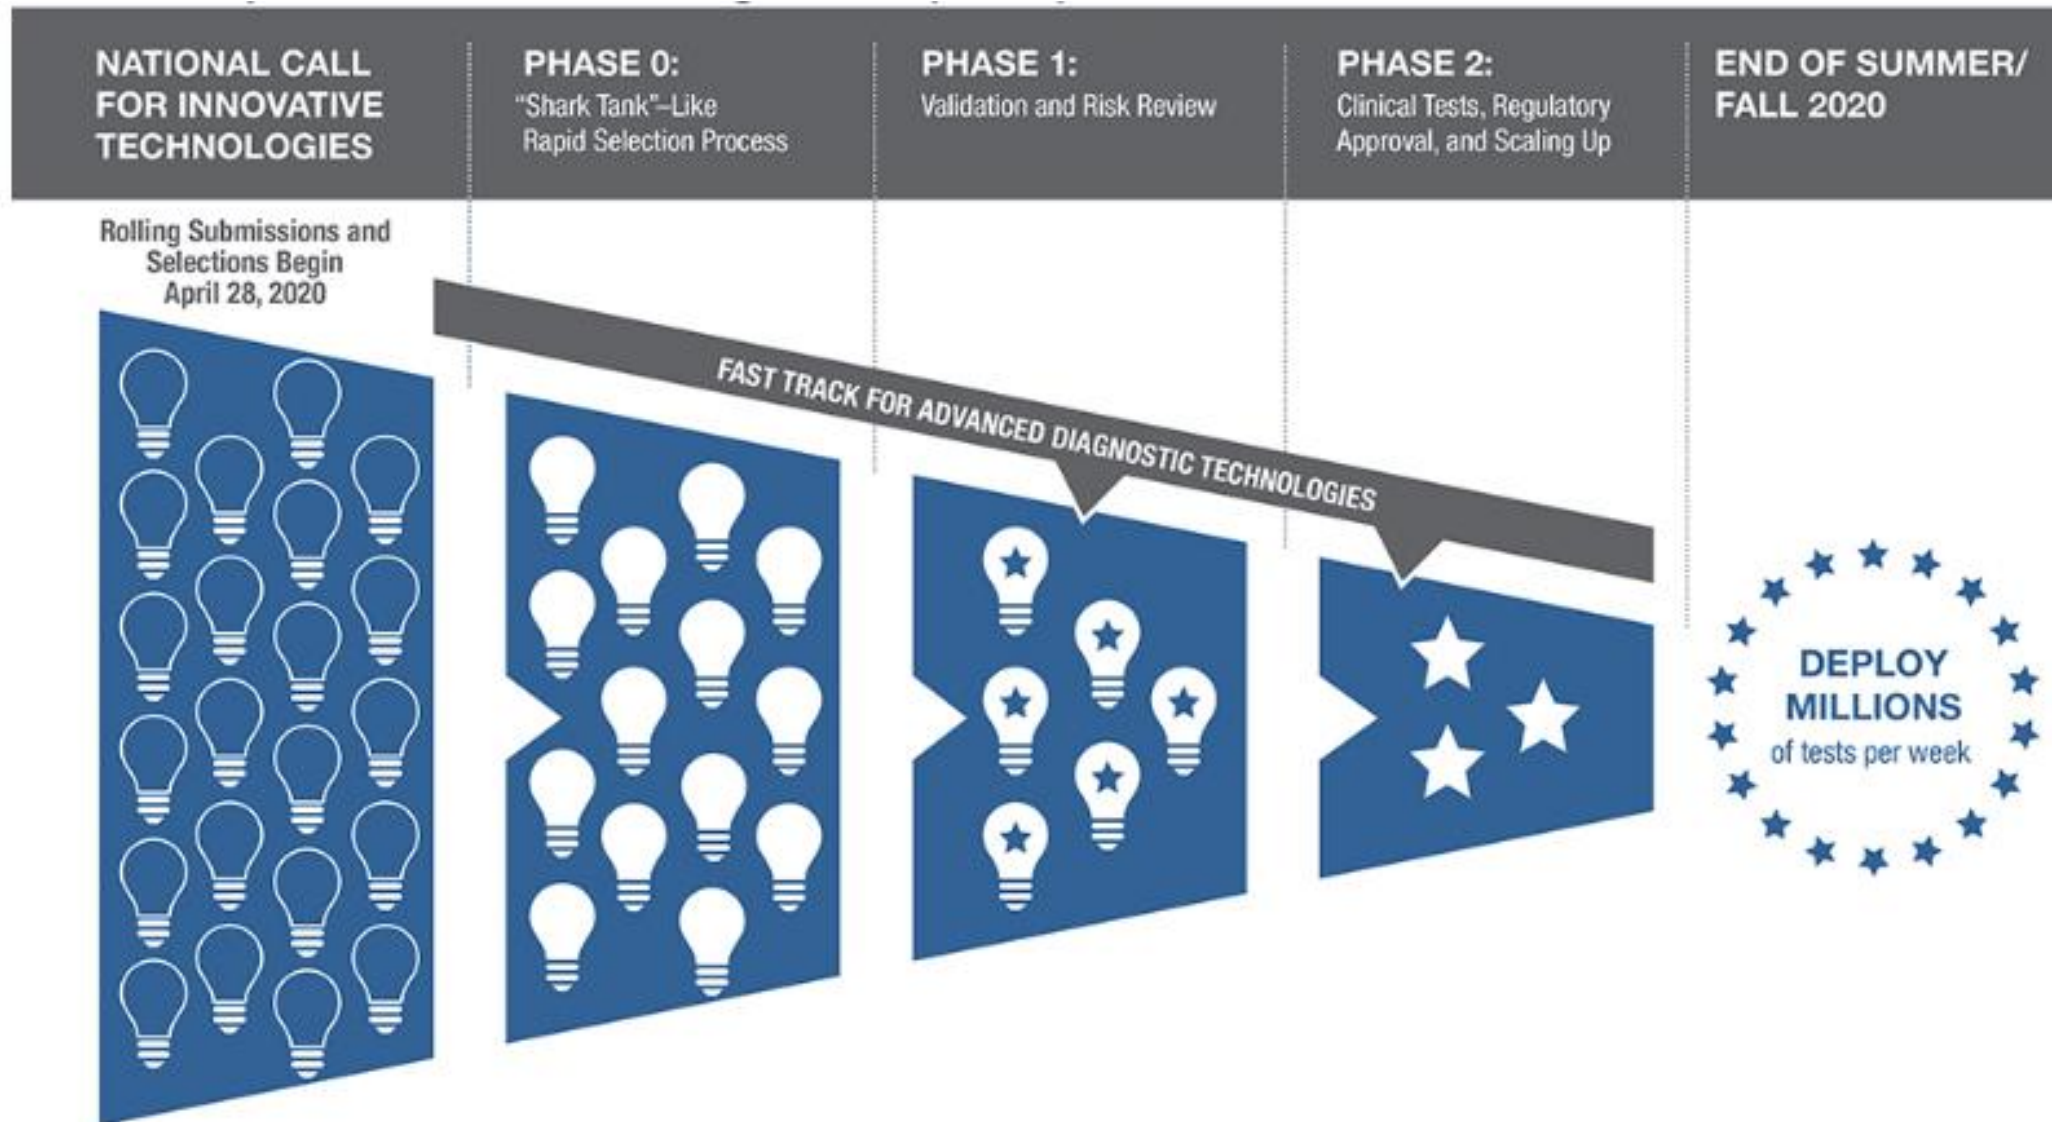 NATIONAL CALL
FOR INNOVATIVE
TECHNOLOGIES
PHASE 0:
“Shark Tank”–Like
Rapid Selection Process
PHASE 1:
Validation and Risk Review
PHASE 2:
Clinical Tests, Regulatory
Approval, and Scaling Up
END OF SUMMER/
FALL 2020
Rolling Submissions and
Selections Begin
April 28, 2020
FAST TRACK FOR ADVANCED DIAGNOSTIC TECHNOLOGIES
DEPLOY
MILLIONS
of tests per week